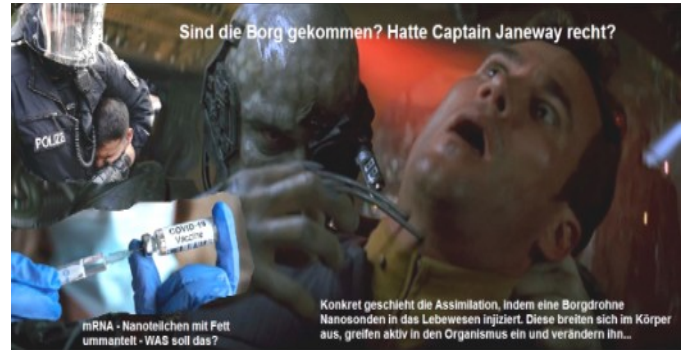 Sind die Borg gekommen? Hatte Captain Janeway recht?
POLIZEI
COVID-19
Vaccine
mRNA - Nanoteilchen mit Fett
ummantelt - WAS soll das?
Konkret geschieht die Assimilation, indem eine Borgdrohne
Nanosonden in das Lebewesen injiziert. Diese breiten sich im Körper
aus, greifen aktiv in den Organismus ein und verändern ihn...